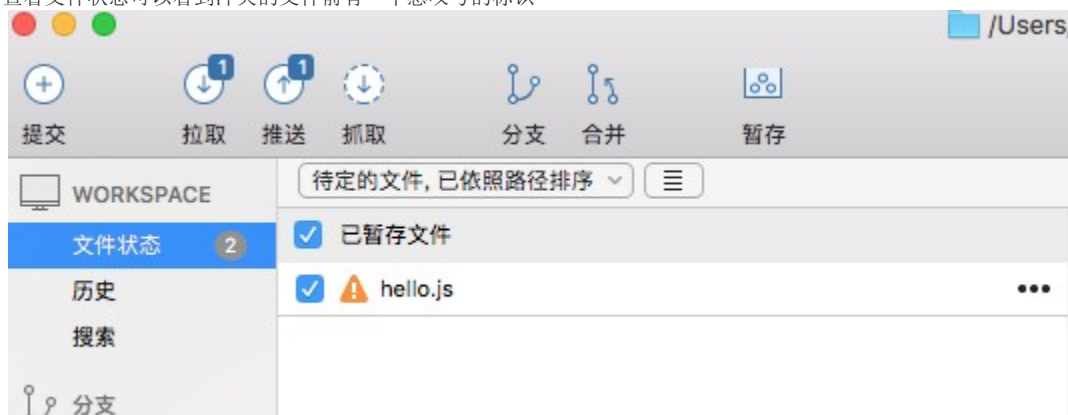 查看文件状态可以看到冲突的文件前有一个感叹号的标识
/Users/
1 1
提交 拉取 推送 抓取 分支 合并 暂存
WORKSPACE
待定的文件, 已依照路径排序
文件状态 2
已暂存文件
历史
hello.js
搜索
分支